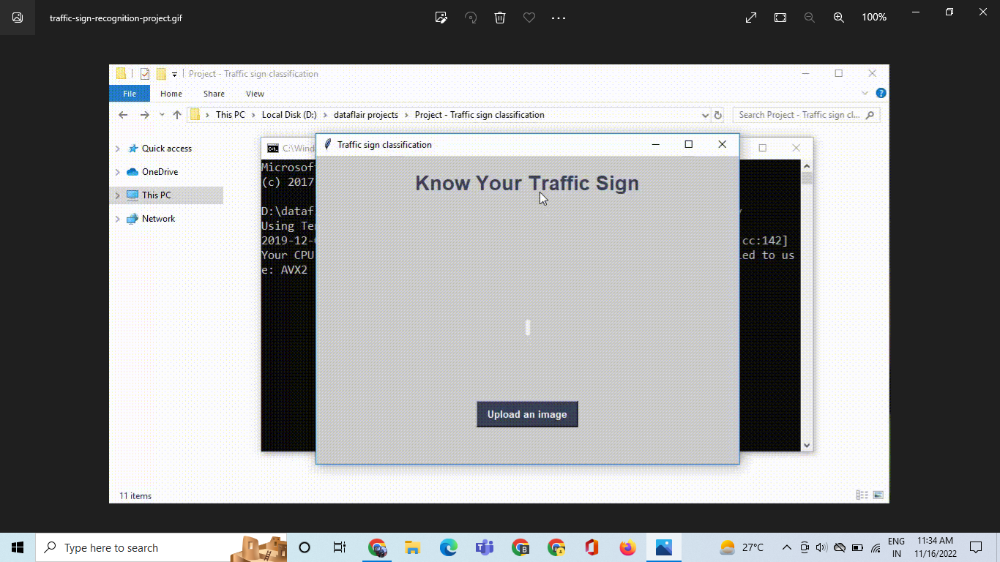 traffic-sign-recognition-project.gif
100%
Project - Traffic sign classification
File Home Share View
This PC Local Disk (D:) dataflair projects Project - Traffic sign classification
Search Project - Traffic sign cl...
Quick access
OneDrive
This PC
Network
C:\Wind
Traffic sign classification
Know Your Traffic Sign
Upload an image
Microsof
(c) 2017
D:\dataf
Using Te
2019-12- cc:142]
Your CPU ed to us
e: AVX2
11 items
Type here to search
27°C
ENG
IN
11:34 AM
11/16/2022